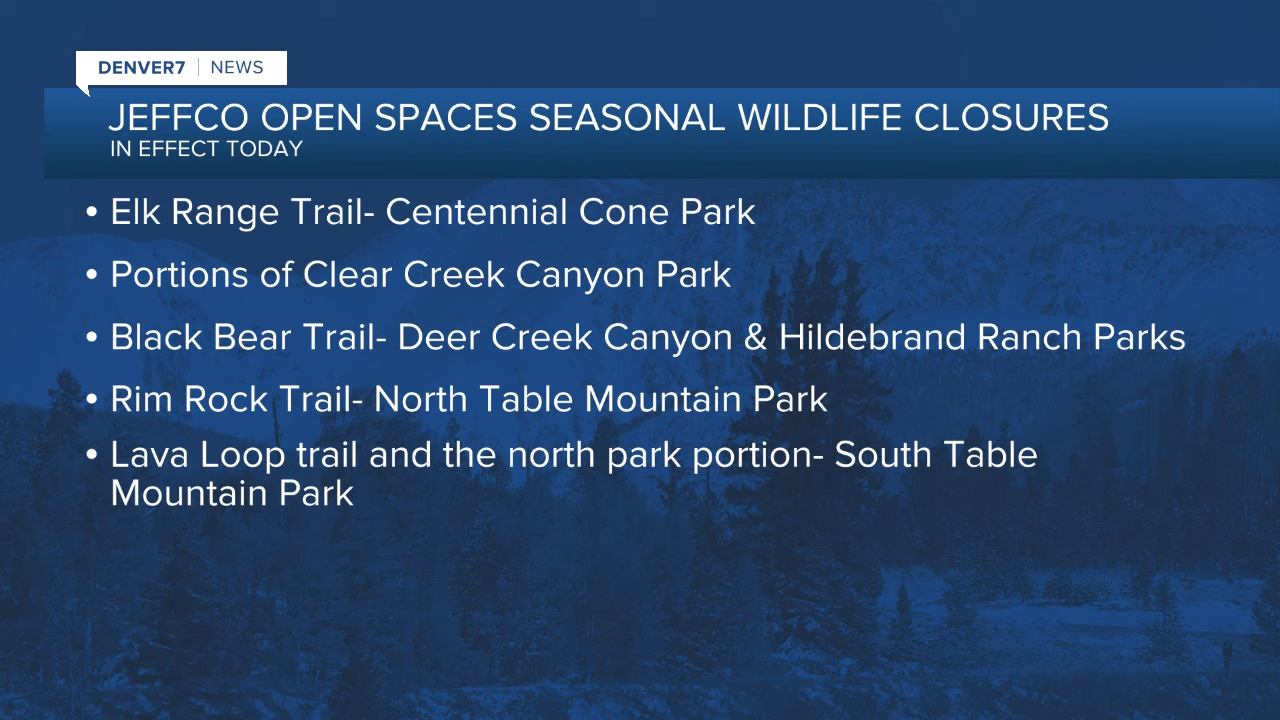 DENVER7 | NEWS
JEFFCO OPEN SPACES SEASONAL WILDLIFE CLOSURES
IN EFFECT TODAY
• Elk Range Trail- Centennial Cone Park
• Portions of Clear Creek Canyon Park
• Black Bear Trail- Deer Creek Canyon & Hildebrand Ranch Parks
• Rim Rock Trail- North Table Mountain Park
• Lava Loop trail and the north park portion- South Table
Mountain Park